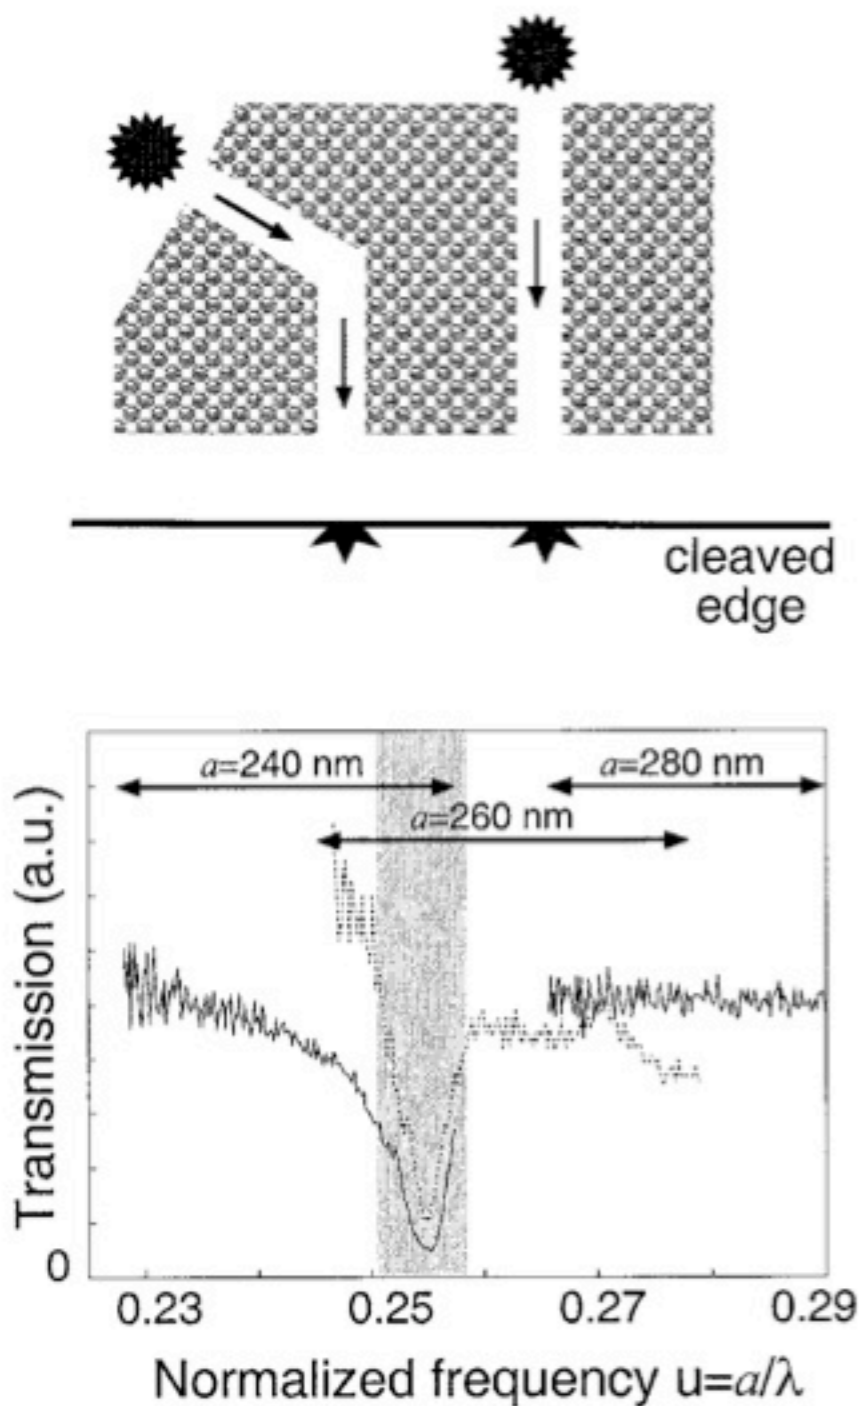 cleaved
edge
a=240 nm
a=280 nm
a=260 nm
Transmission (a.u.)
0
0.23 0.25 0.27 0.29
Normalized frequency u=a/λ